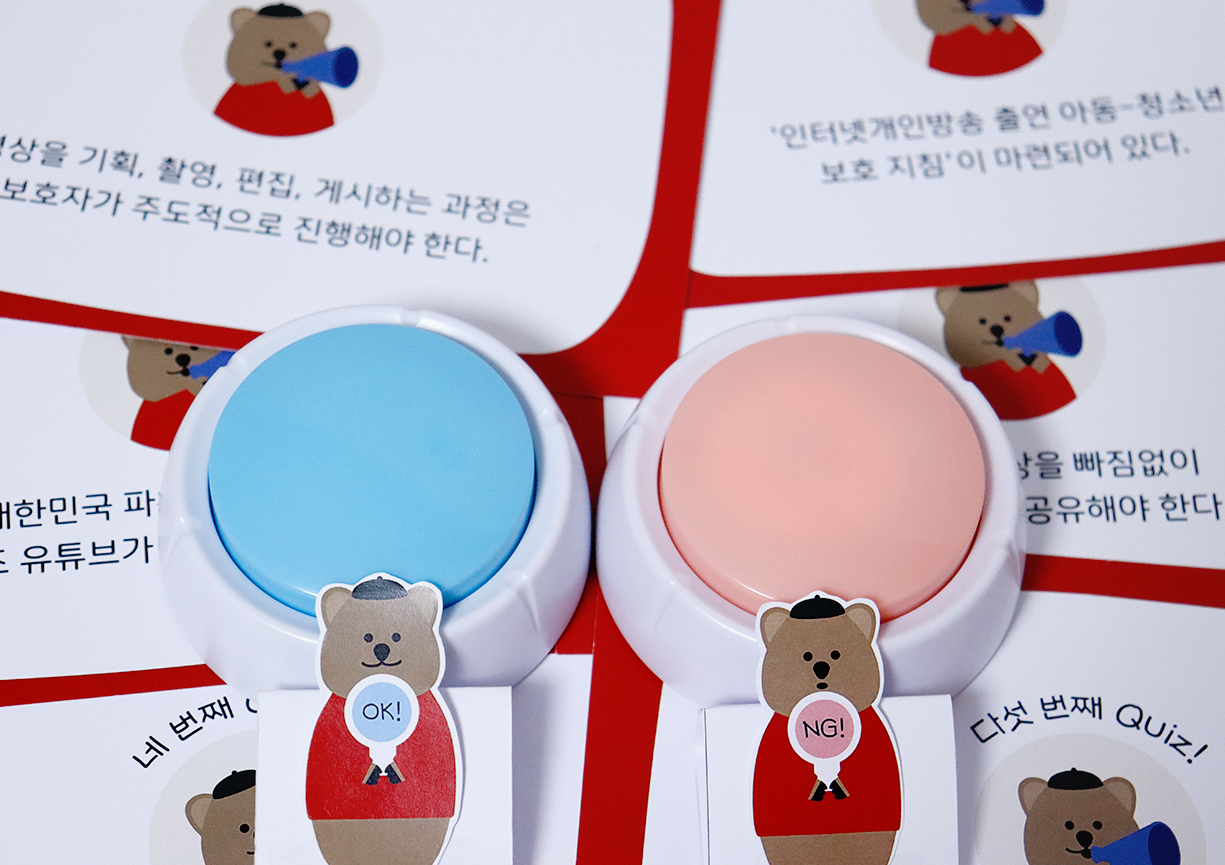 영상을 기획, 촬영, 편집, 게시하는 과정은
보호자가 주도적으로 진행해야 한다.
'인터넷개인방송 출연 아동-청소년
보호 지침'이 마련되어 있다.
대한민국
유튜브가
빠짐없이
공유해야 한다
네 번째
다섯 번째 Quiz!
OK!
NG!